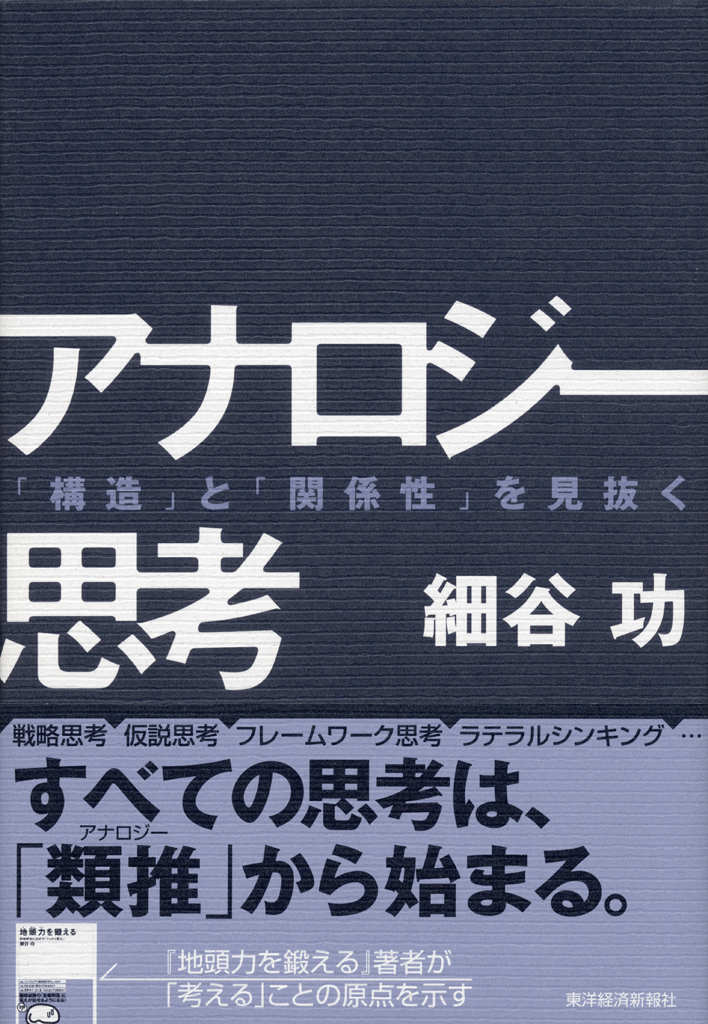 アナロジー
「構造」と「関係性」を見抜く
思考
細谷 功
戦略思考 仮説思考 フレームワーク思考 ラテラルシンキング …
すべての思考は、
アナロジー
「類推」から始まる。
地頭力を鍛える
『地頭力を鍛える』著者が
「考える」ことの原点を示す
東洋経済新報社